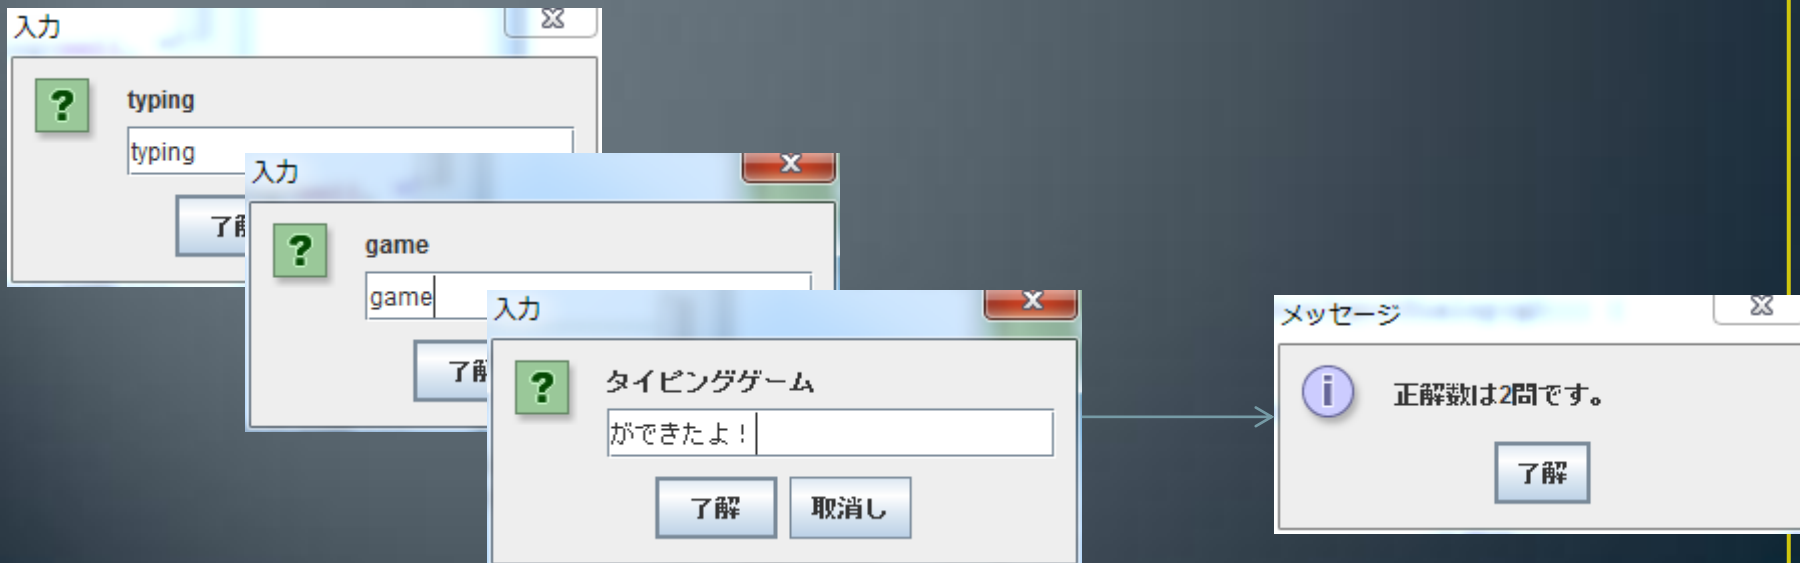 入力
typing
typing
入力
game
game
入力
タイピングゲーム
ができたよ！
了解
取消し
メッセージ
正解数は2問です。
了解